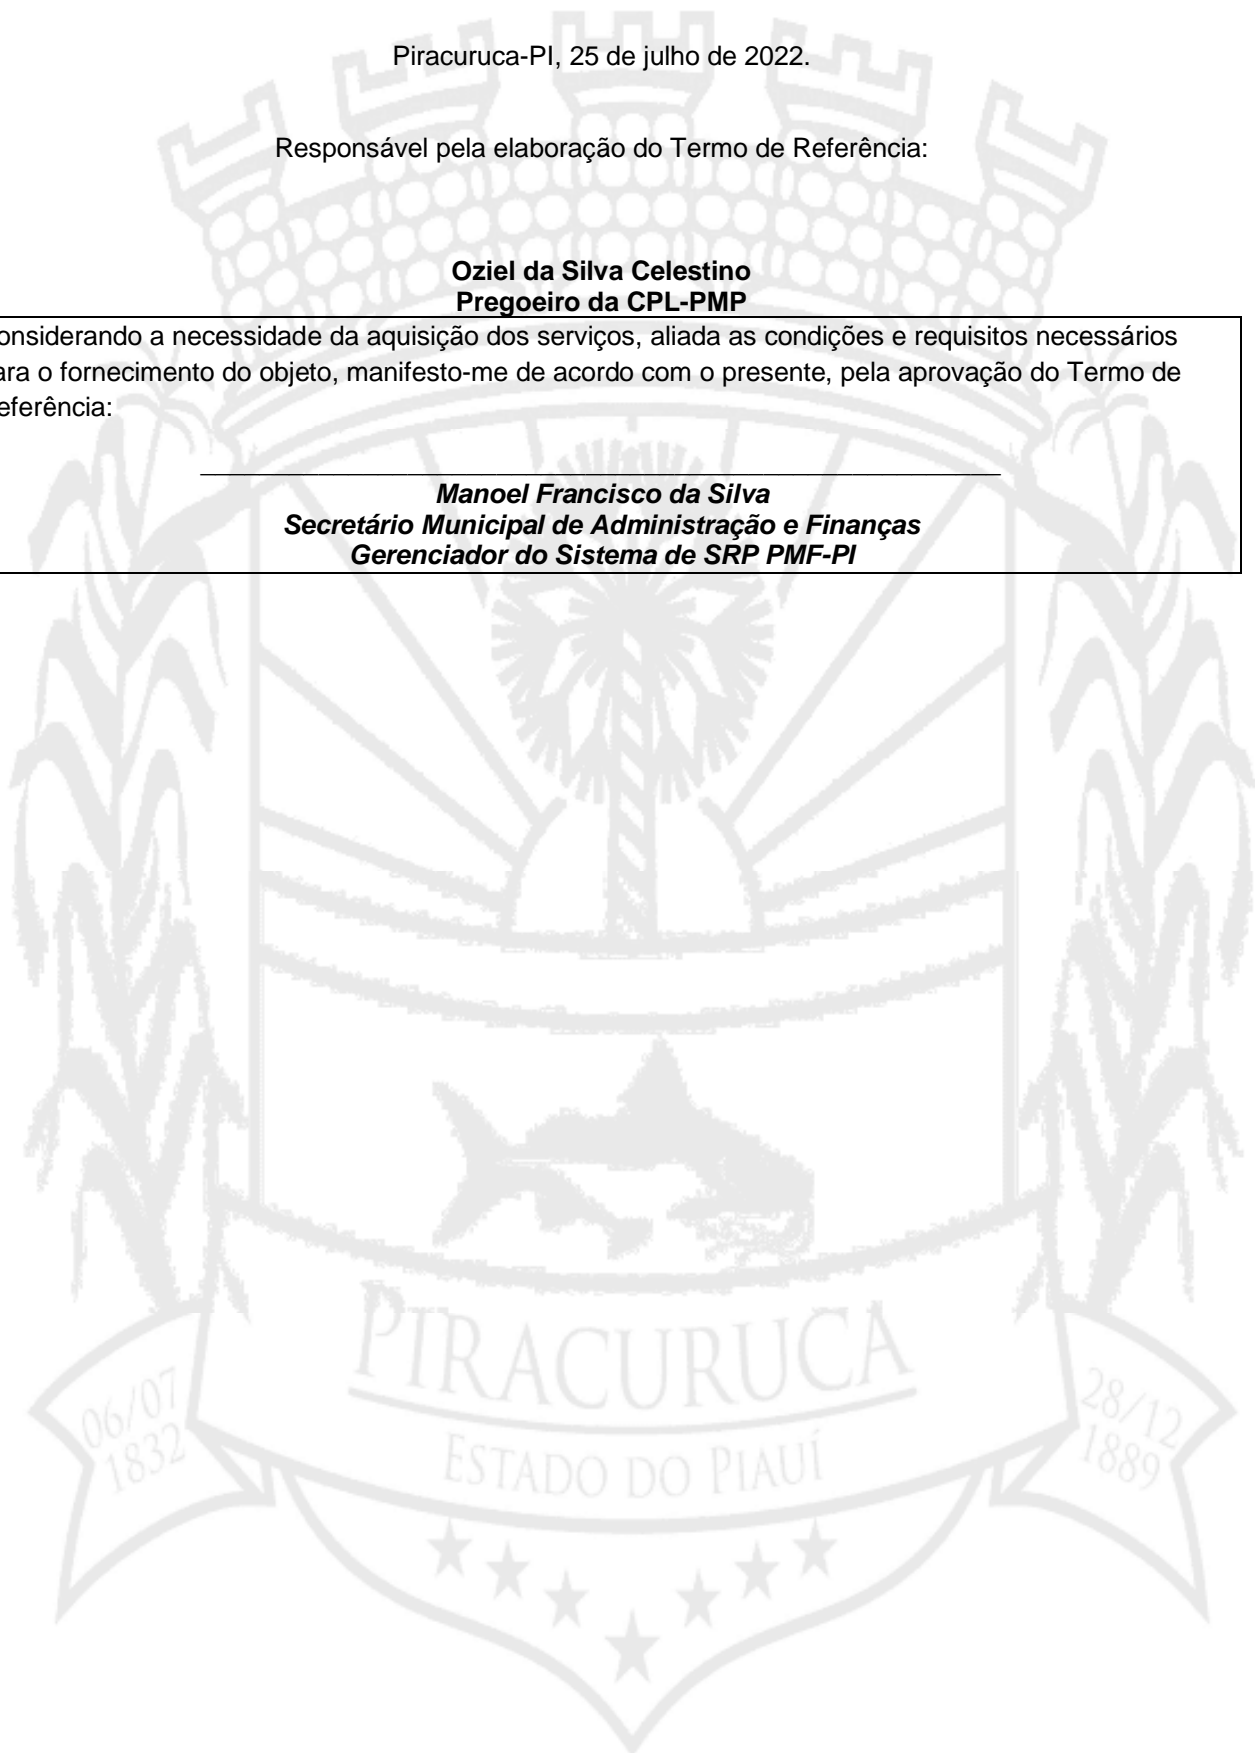 Piracuruca-PI, 25 de julho de 2022.
Responsável pela elaboração do Termo de Referência:
Oziel da Silva Celestino
Pregoeiro da CPL-PMP
onsiderando a necessidade da aquisição dos serviços, aliada as condições e requisitos necessários
ara o fornecimento do objeto, manifesto-me de acordo com o presente, pela aprovação do Termo de
eferência:
Manoel Francisco da Silva
Secretário Municipal de Administração e Finanças
Gerenciador do Sistema de SRP PMF-PI
PIRACURUCA
06/07
1832
ESTADO DO PIAUÍ
28/12
1889